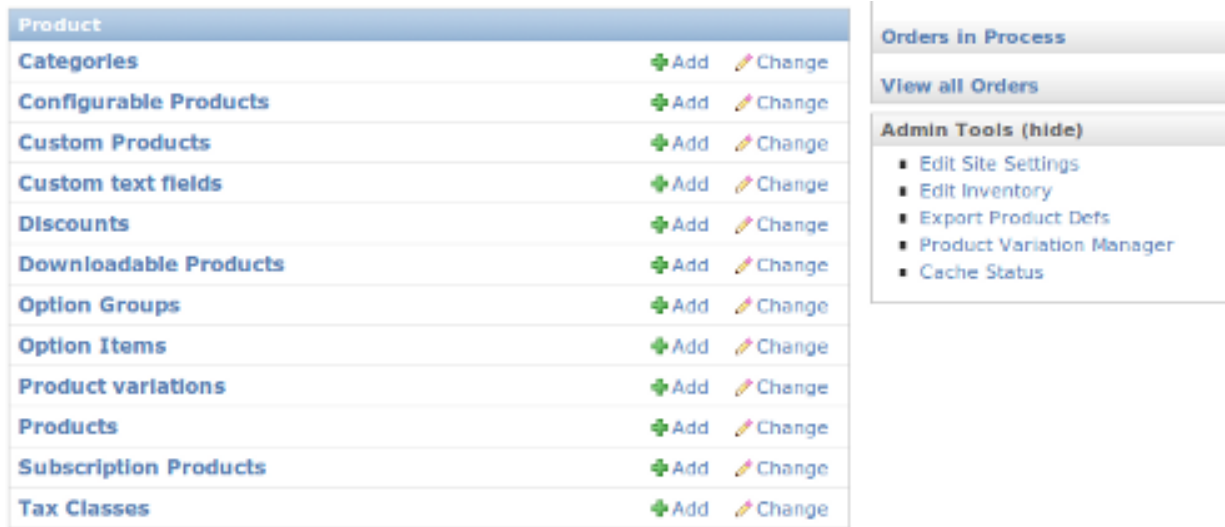 Product
Categories Add Change
Configurable Products Add Change
Custom Products Add Change
Custom text fields Add Change
Discounts Add Change
Downloadable Products Add Change
Option Groups Add Change
Option Items Add Change
Product variations Add Change
Products Add Change
Subscription Products Add Change
Tax Classes Add Change
Orders in Process
View all Orders
Admin Tools (hide)
Edit Site Settings
Edit Inventory
Export Product Defs
Product Variation Manager
Cache Status